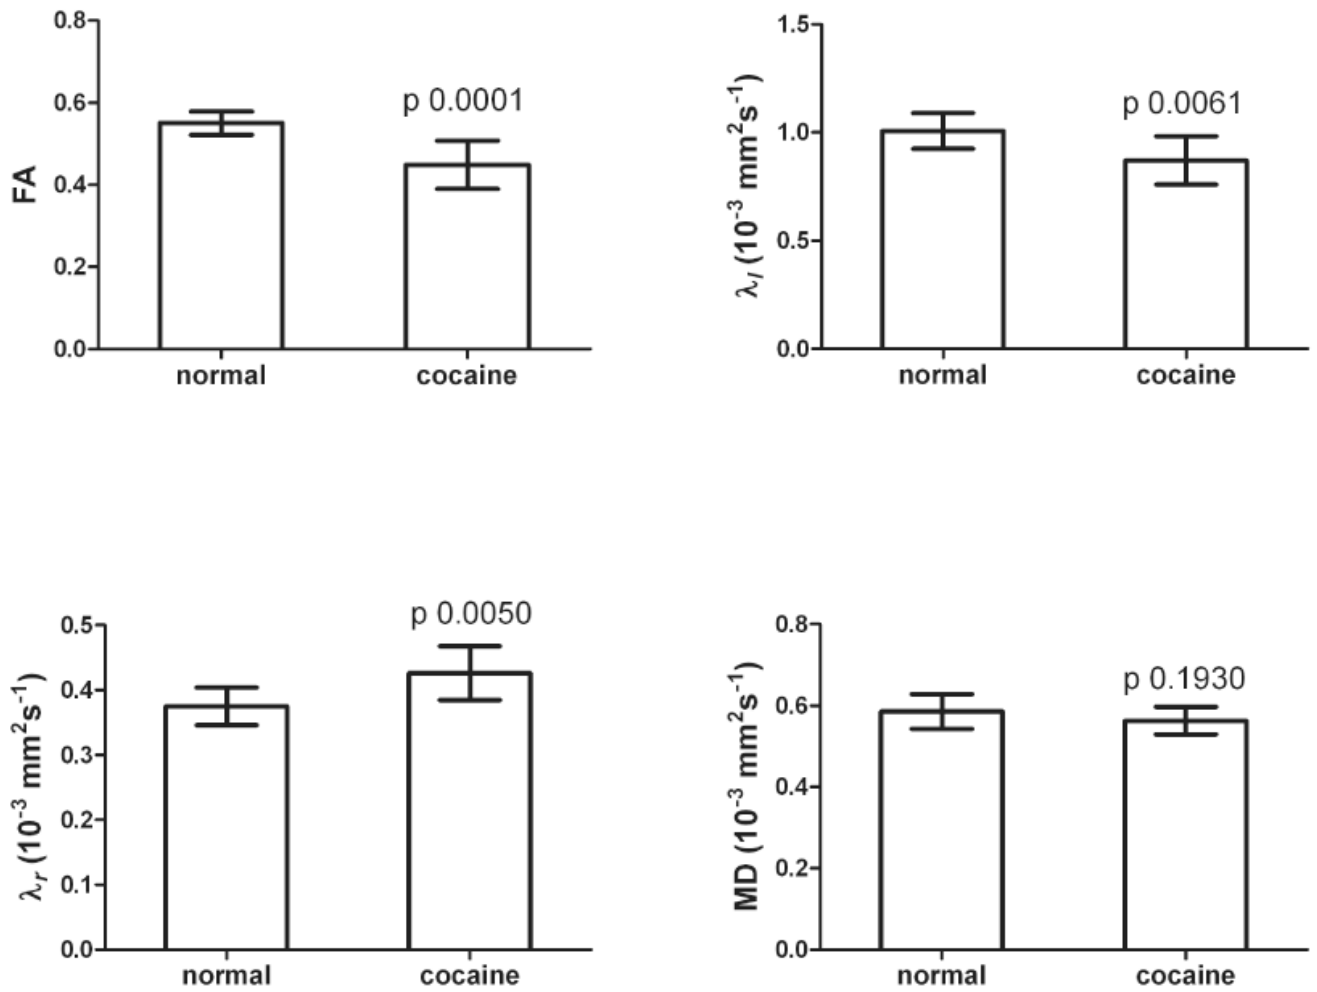 FA
0.8
0.6
0.4
0.2
0.0
p 0.0001
normal cocaine
λl (10-3 mm2s-1)
1.5
1.0
0.5
0.0
p 0.0061
normal cocaine
λr (10-3 mm2s-1)
0.5
0.4
0.3
0.2
0.1
0.0
p 0.0050
normal cocaine
MD (10-3 mm2s-1)
0.8
0.6
0.4
0.2
0.0
p 0.1930
normal cocaine